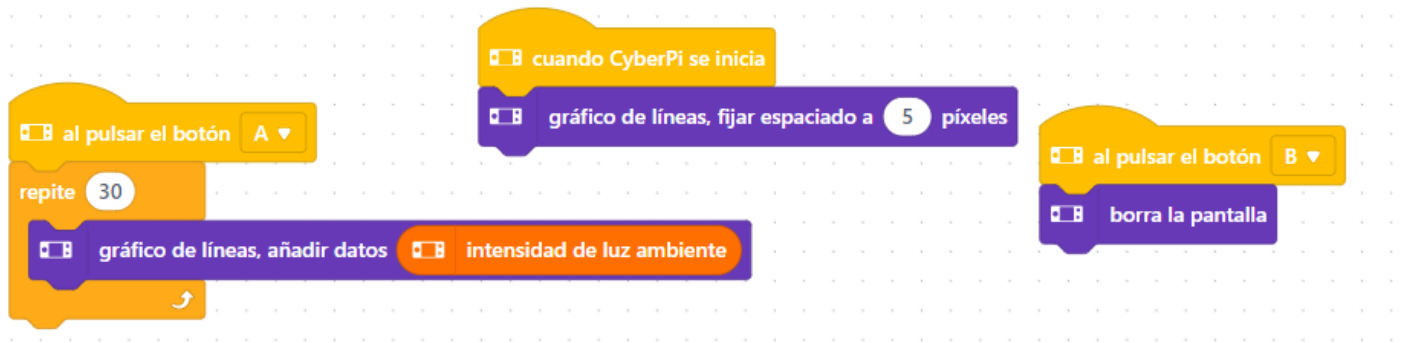 cuando CyberPi se inicia
gráfico de líneas, fijar espaciado a 5 píxeles
al pulsar el botón A
repite 30
gráfico de líneas, añadir datos intensidad de luz ambiente
al pulsar el botón B
borra la pantalla